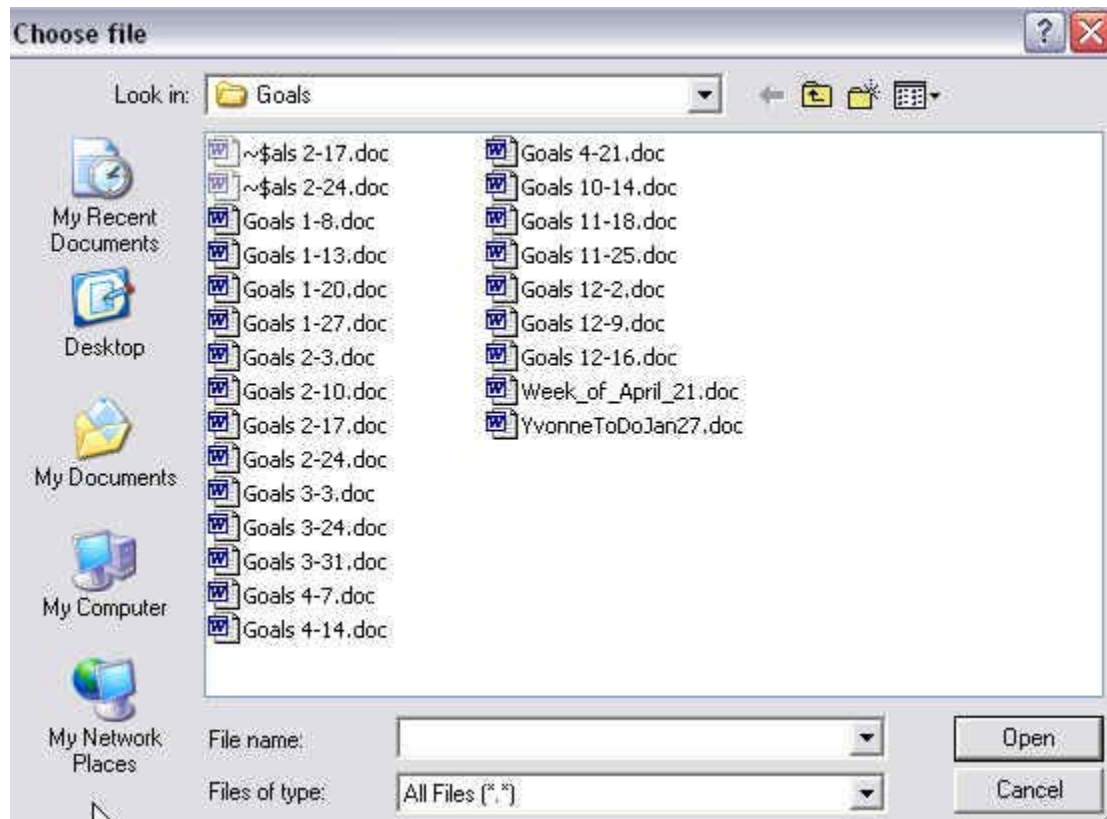 Choose file
Look in:
Goals
My Recent
Documents
Desktop
My Documents
My Computer
My Network
Places
~$als 2-17.doc
~$als 2-24.doc
Goals 1-8.doc
Goals 1-13.doc
Goals 1-20.doc
Goals 1-27.doc
Goals 2-3.doc
Goals 2-10.doc
Goals 2-17.doc
Goals 2-24.doc
Goals 3-3.doc
Goals 3-24.doc
Goals 3-31.doc
Goals 4-7.doc
Goals 4-14.doc
Goals 4-21.doc
Goals 10-14.doc
Goals 11-18.doc
Goals 11-25.doc
Goals 12-2.doc
Goals 12-9.doc
Goals 12-16.doc
Week_of_April_21.doc
YvonneToDoJan27.doc
File name:
Open
Files of type:
All Files (*.*)
Cancel